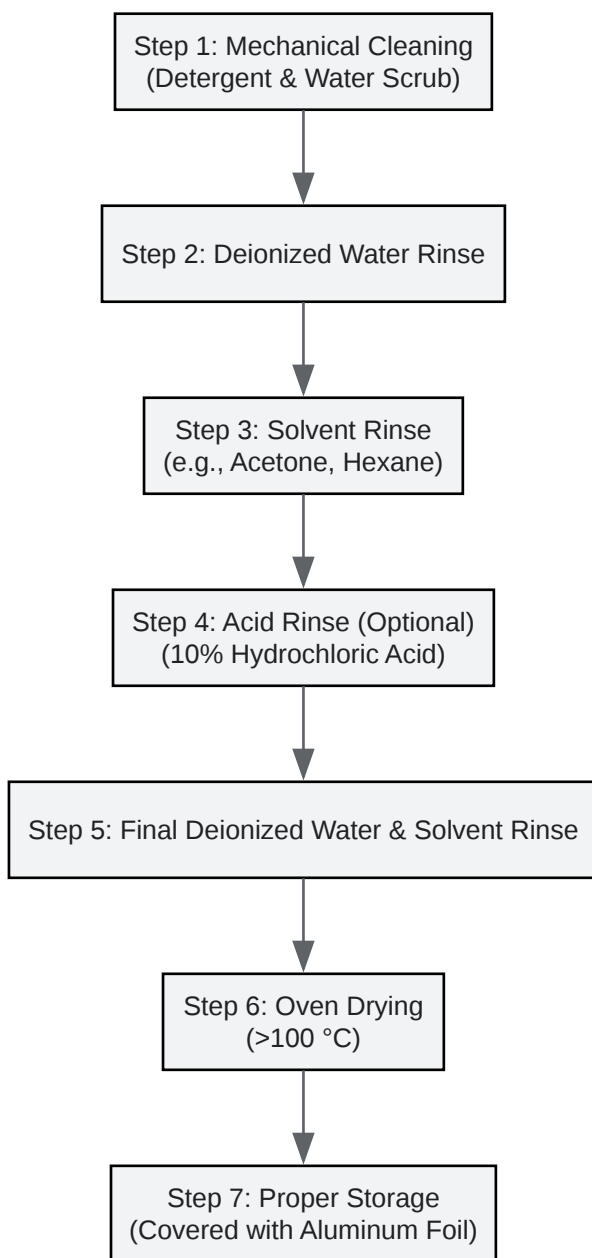 Step 1: Mechanical Cleaning
(Detergent & Water Scrub)
Step 2: Deionized Water Rinse
Step 3: Solvent Rinse
(e.g., Acetone, Hexane)
Step 4: Acid Rinse (Optional)
(10% Hydrochloric Acid)
Step 5: Final Deionized Water & Solvent Rinse
Step 6: Oven Drying
(>100 °C)
Step 7: Proper Storage
(Covered with Aluminum Foil)